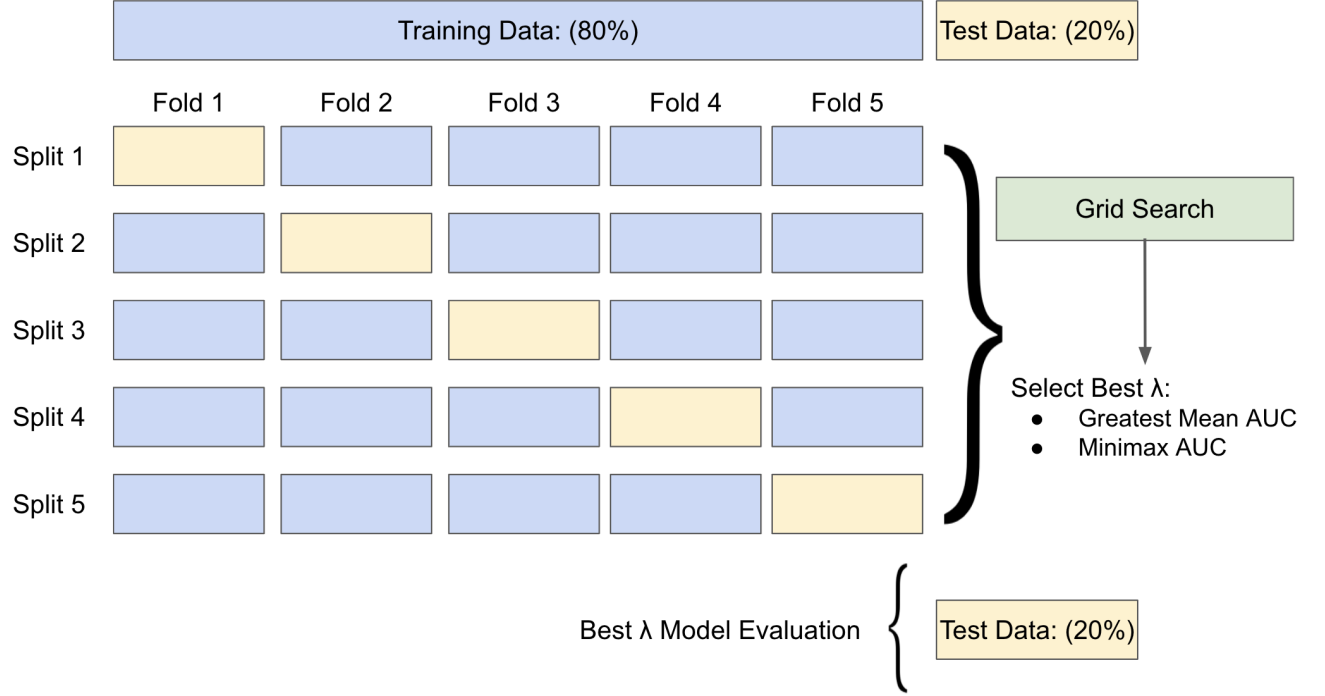 Training Data: (80%)
Test Data: (20%)
Fold 1
Fold 2
Fold 3
Fold 4
Fold 5
Split 1
Split 2
Split 3
Split 4
Split 5
Grid Search
Select Best λ:
● Greatest Mean AUC
● Minimax AUC
Best λ Model Evaluation
Test Data: (20%)